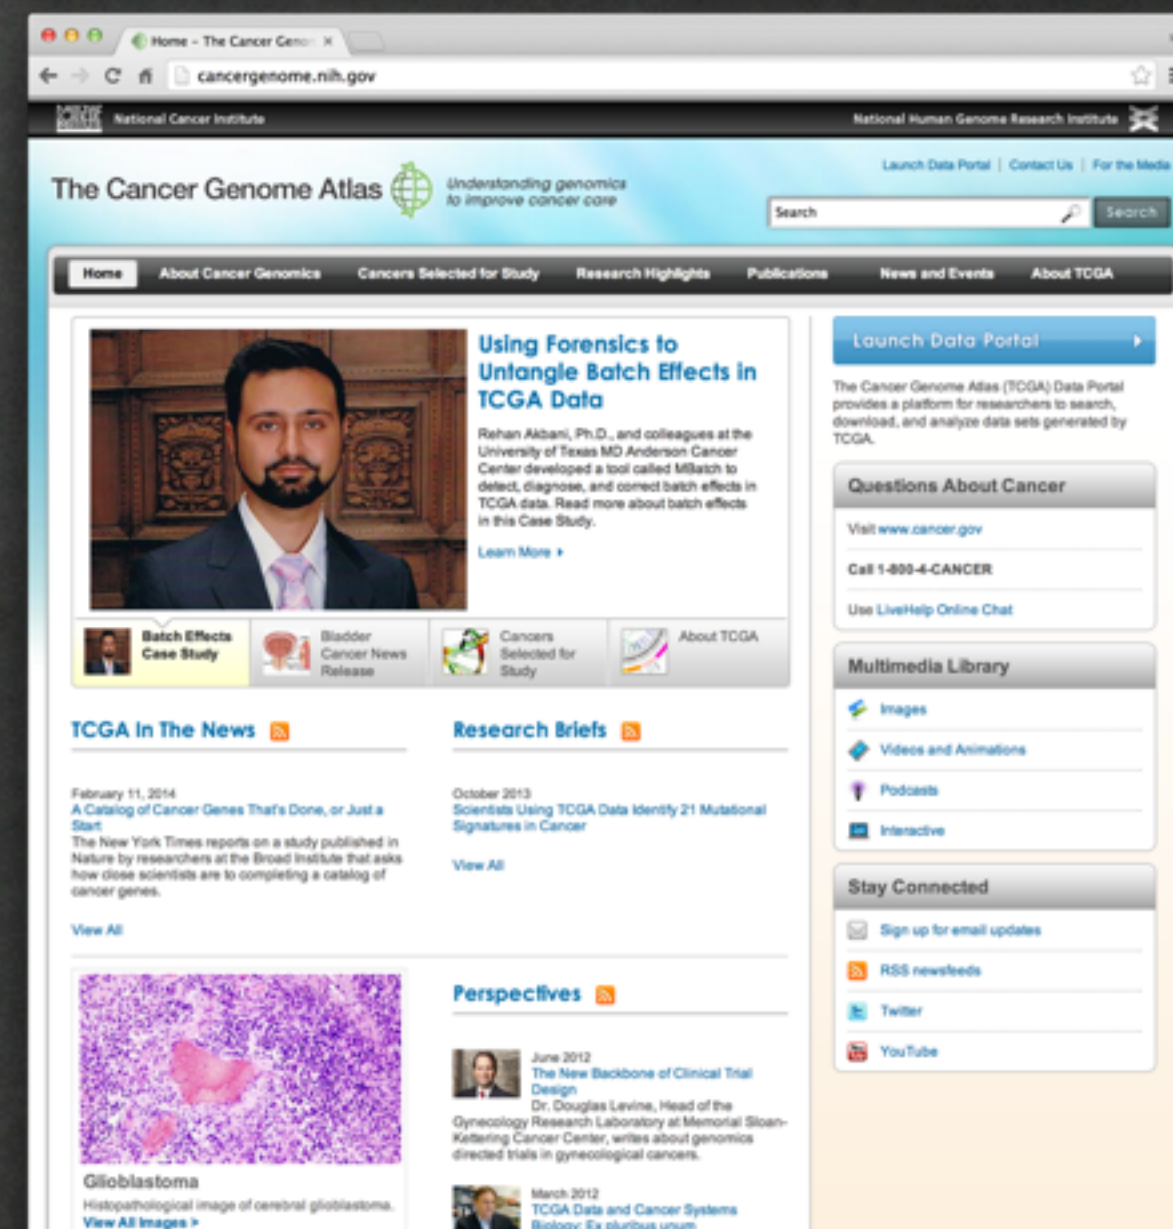 Home - The Cancer Geno
cancergenome.nih.gov
National Cancer Institute
National Human Genome Research Institute
Launch Data Portal | Contact Us | For the Media
The Cancer Genome Atlas
Understanding genomics
to improve cancer care
Search
Search
Home
About Cancer Genomics
Cancers Selected for Study
Research Highlights
Publications
News and Events
About TCGA
Using Forensics to
Untangle Batch Effects in
TCGA Data
Rehan Akbani, Ph.D., and colleagues at the
University of Texas MD Anderson Cancer
Center developed a tool called MBatch to
detect, diagnose, and correct batch effects in
TCGA data. Read more about batch effects
in this Case Study.
Learn More
Batch Effects
Case Study
Bladder
Cancer News
Release
Cancers
Selected for
Study
About TCGA
TCGA In The News
February 11, 2014
A Catalog of Cancer Genes That's Done, or Just a
Start
The New York Times reports on a study published in
Nature by researchers at the Broad Institute that asks
how close scientists are to completing a catalog of
cancer genes.
View All
Research Briefs
October 2013
Scientists Using TCGA Data Identify 21 Mutational
Signatures in Cancer
View All
Glioblastoma
Histopathological image of cerebral glioblastoma.
View All Images >
Perspectives
June 2012
The New Backbone of Clinical Trial
Design
Dr. Douglas Levine, Head of the
Gynecology Research Laboratory at Memorial Sloan-
Kettering Cancer Center, writes about genomics
directed trials in gynecological cancers.
March 2012
TCGA Data and Cancer Systems
Biology: Ex pluribus unum
Launch Data Portal
The Cancer Genome Atlas (TCGA) Data Portal
provides a platform for researchers to search,
download, and analyze data sets generated by
TCGA.
Questions About Cancer
Visit www.cancer.gov
Call 1-800-4-CANCER
Use LiveHelp Online Chat
Multimedia Library
Images
Videos and Animations
Podcasts
Interactive
Stay Connected
Sign up for email updates
RSS newsfeeds
Twitter
YouTube